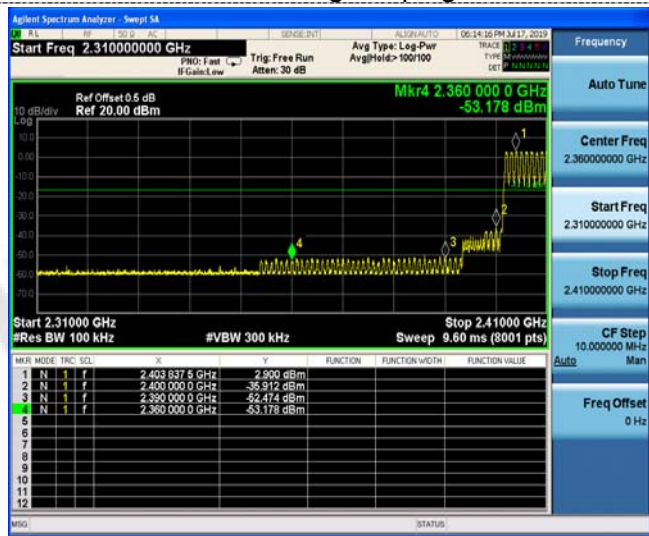 Agilent Spectrum Analyzer - Swept SA
RL RF 50 Ω AC SENSE:INT ALIGN AUTO 06:14:16 PM Jul 17, 2019
Start Freq 2.310000000 GHz
PNO: Fast
IFGain:Low
Trig: Free Run
Atten: 30 dB
Avg Type: Log-Pwr
Avg|Hold:> 100/100
TRACE 1 2 3 4 5 6
TYPE
DET P N N N N N
Frequency
Auto Tune
Center Freq
2.360000000 GHz
Start Freq
2.310000000 GHz
Stop Freq
2.410000000 GHz
CF Step
10.000000 MHz
Auto Man
Freq Offset
0 Hz
Ref Offset 0.5 dB
10 dB/div Ref 20.00 dBm
Log
Mkr4 2.360 000 0 GHz
-53.178 dBm
10.0
0.00
-10.0
-20.0
-30.0
-40.0
-50.0
-60.0
-70.0
1
2
3
4
Start 2.31000 GHz
Stop 2.41000 GHz
#Res BW 100 kHz
#VBW 300 kHz
Sweep 9.60 ms (8001 pts)
MKR MODE TRC SCL X Y FUNCTION FUNCTION WIDTH FUNCTION VALUE
1 N 1 f 2.403 837 5 GHz 2.900 dBm
2 N 1 f 2.400 000 0 GHz -35.912 dBm
3 N 1 f 2.390 000 0 GHz -52.474 dBm
4 N 1 f 2.360 000 0 GHz -53.178 dBm
5
6
7
8
9
10
11
12
MSG STATUS